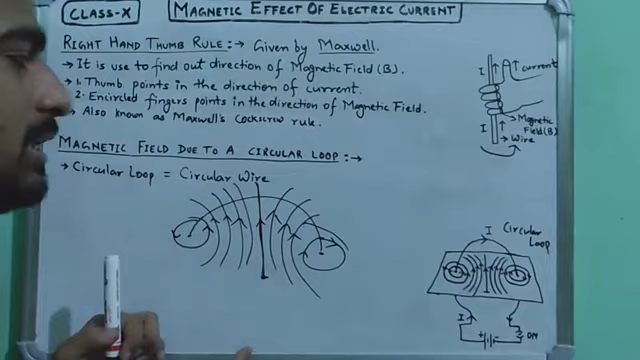 CLASS-X
MAGNETIC EFFECT OF ELECTRIC CURRENT
RIGHT HAND THUMB RULE :→ Given by Maxwell.
→ It is use to find out direction of Magnetic Field (B).
→ 1. Thumb points in the direction of current.
2. Encircled fingers points in the direction of Magnetic Field.
→ Also known as Maxwell's Cockscrew rule.
MAGNETIC FIELD DUE TO A CIRCULAR LOOP :→
→ Circular Loop = Circular Wire
I
current
I
Magnetic
Field(B)
Wire
I
Circular
Loop
I
+ -